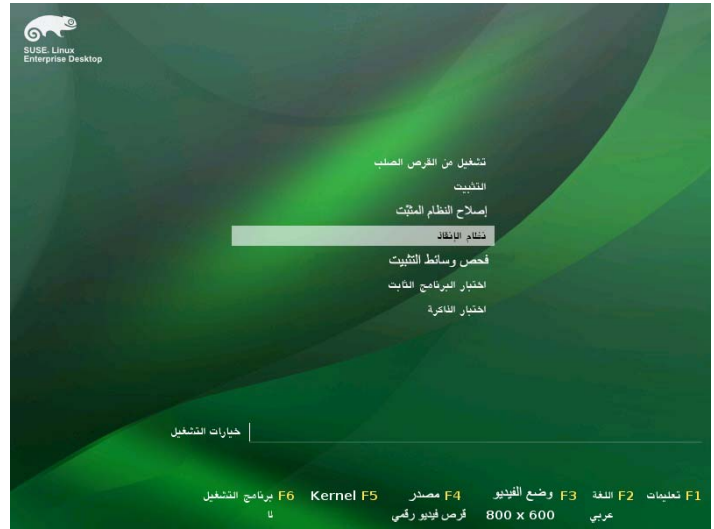 SUSE. Linux
Enterprise Desktop
تشغيل من القرص الصلب
التثبيت
إصلاح النظام المثبَّت
نظام الإنقاذ
فحص وسائط التثبيت
اختبار البرنامج الثابت
اختبار الذاكرة
خيارات التشغيل
F1 تعليمات F2 اللغة F3 وضع الفيديو F4 مصدر F5 Kernel F6 برنامج التشغيل
عربي 800 x 600 قرص فيديو رقمي لا